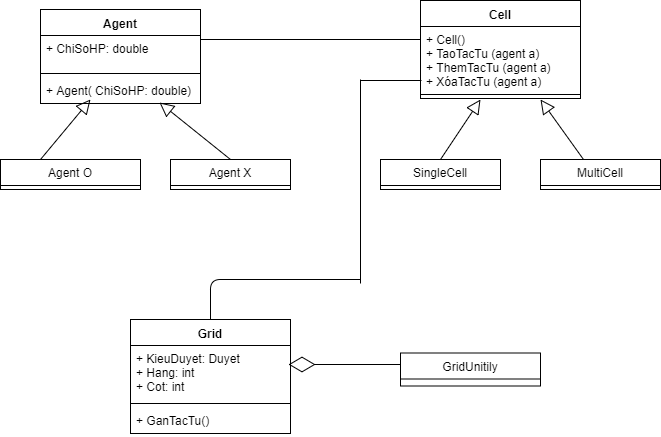 Agent
+ ChiSoHP: double
+ Agent( ChiSoHP: double)
Cell
+ Cell()
+ TaoTacTu (agent a)
+ ThemTacTu (agent a)
+ XóaTacTu (agent a)
Agent O
Agent X
SingleCell
MultiCell
Grid
+ KieuDuyet: Duyet
+ Hang: int
+ Cot: int
+ GanTacTu()
GridUnitily